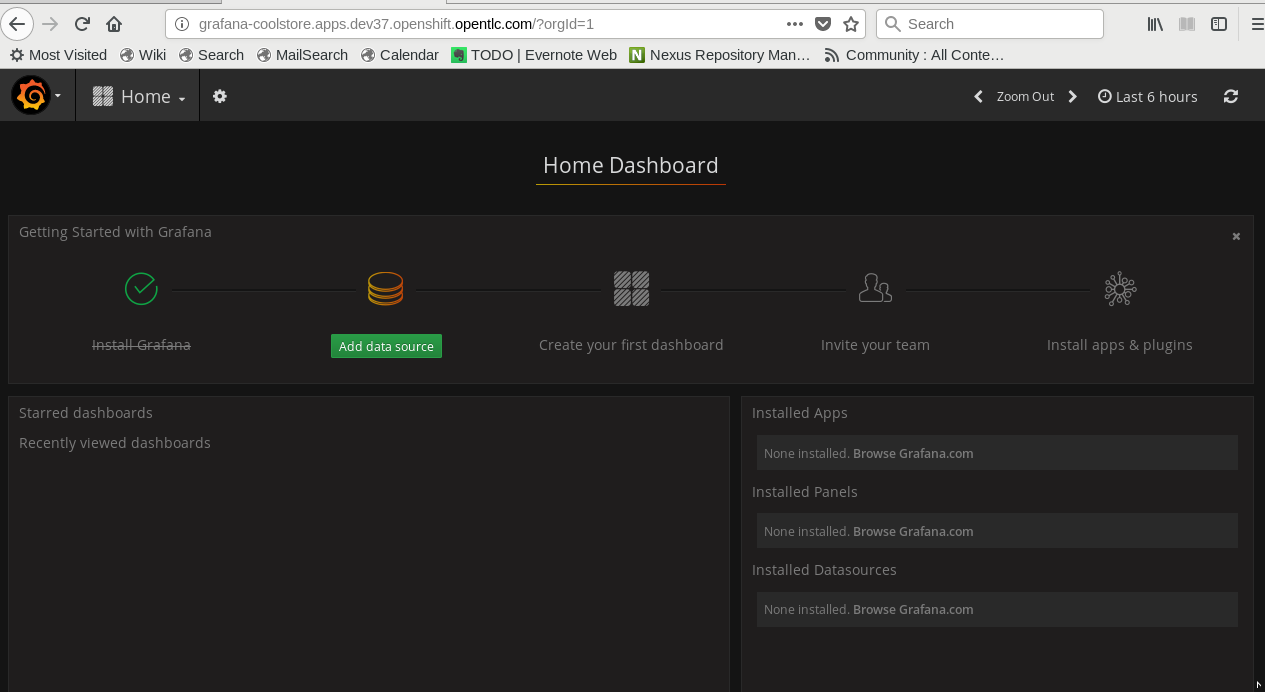 grafana-coolstore.apps.dev37.openshift.opentlc.com/?orgId=1 Search
Most Visited Wiki Search MailSearch Calendar TODO | Evernote Web Nexus Repository Man… Community : All Conte…
Home Zoom Out Last 6 hours
Home Dashboard
Getting Started with Grafana
Install Grafana Add data source Create your first dashboard Invite your team Install apps & plugins
Starred dashboards
Recently viewed dashboards
Installed Apps
None installed. Browse Grafana.com
Installed Panels
None installed. Browse Grafana.com
Installed Datasources
None installed. Browse Grafana.com